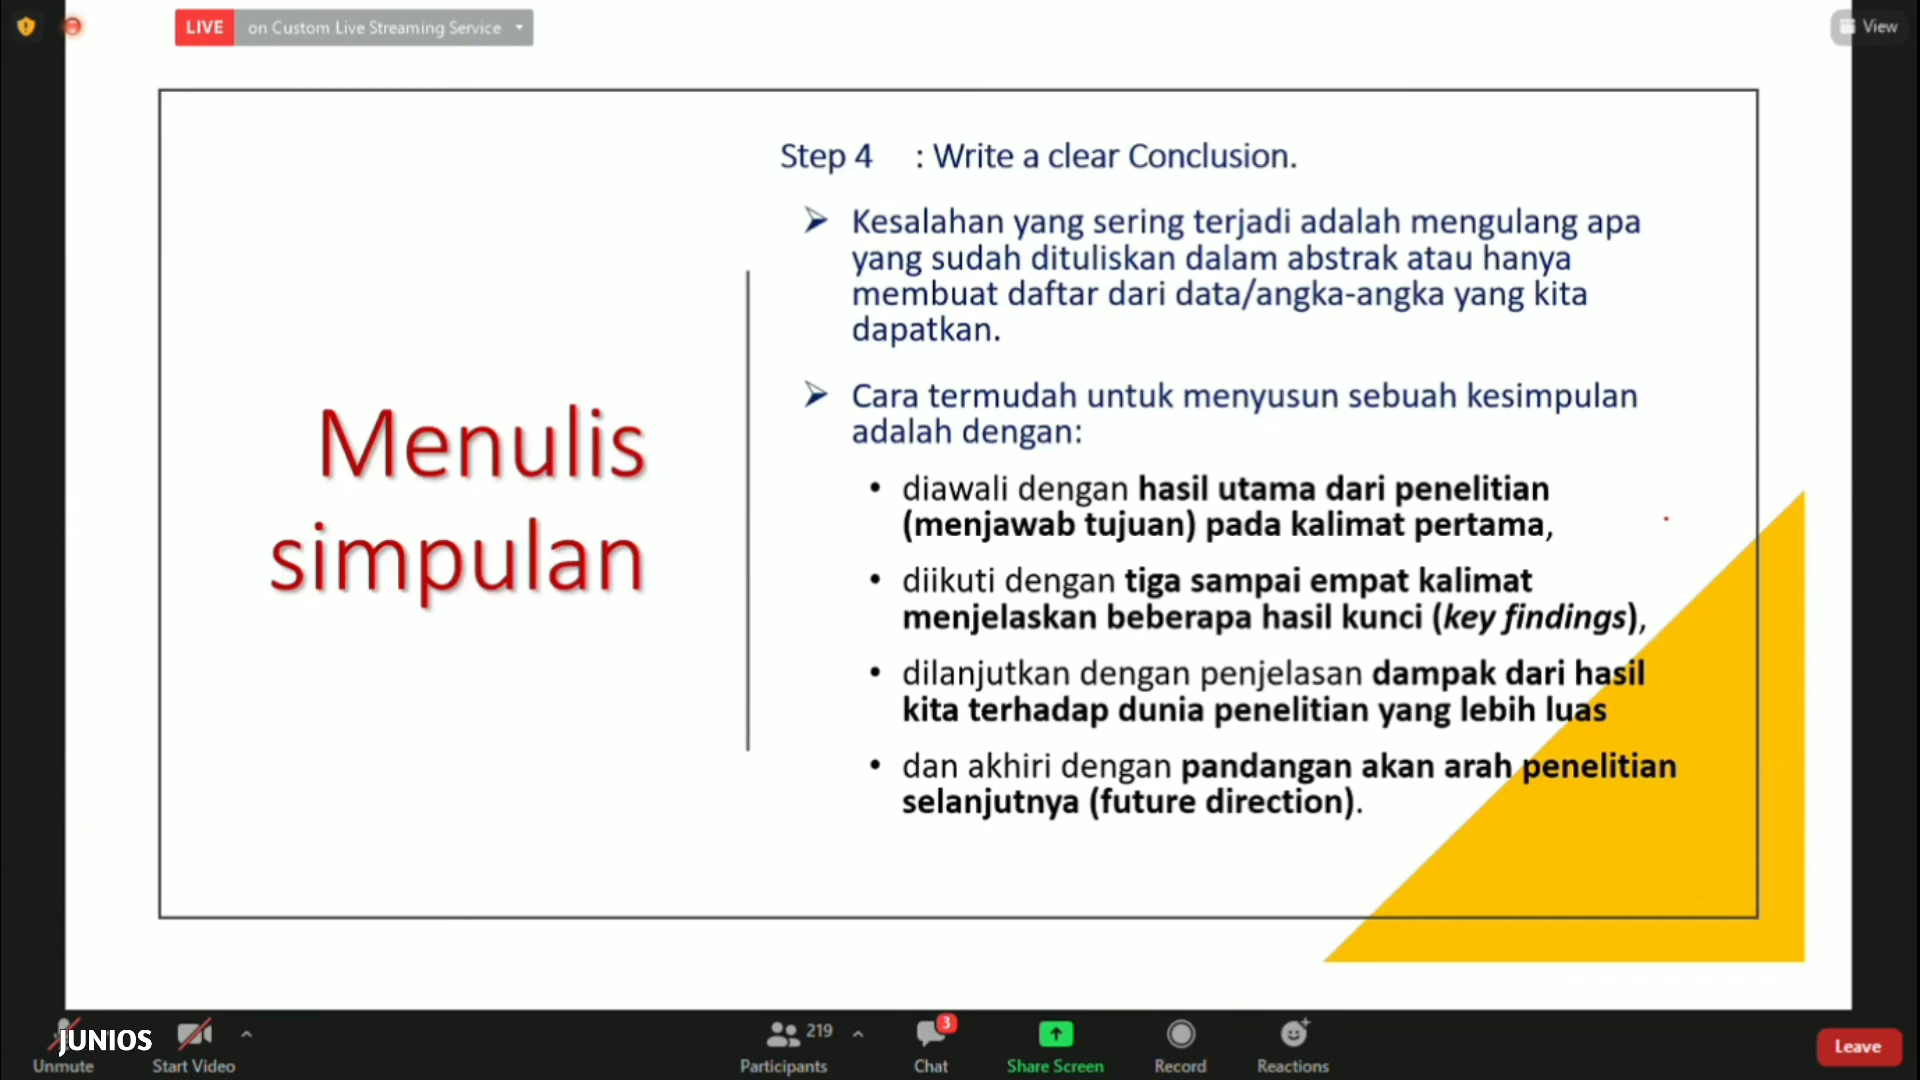 LIVE on Custom Live Streaming Service
View
Step 4 : Write a clear Conclusion.
Menulis
simpulan
Kesalahan yang sering terjadi adalah mengulang apa
yang sudah dituliskan dalam abstrak atau hanya
membuat daftar dari data/angka-angka yang kita
dapatkan.
Cara termudah untuk menyusun sebuah kesimpulan
adalah dengan:
• diawali dengan hasil utama dari penelitian
(menjawab tujuan) pada kalimat pertama,
• diikuti dengan tiga sampai empat kalimat
menjelaskan beberapa hasil kunci (key findings),
• dilanjutkan dengan penjelasan dampak dari hasil
kita terhadap dunia penelitian yang lebih luas
• dan akhiri dengan pandangan akan arah penelitian
selanjutnya (future direction).
JUNIOS
219
3
Unmute
Start Video
Participants
Chat
Share Screen
Record
Reactions
Leave